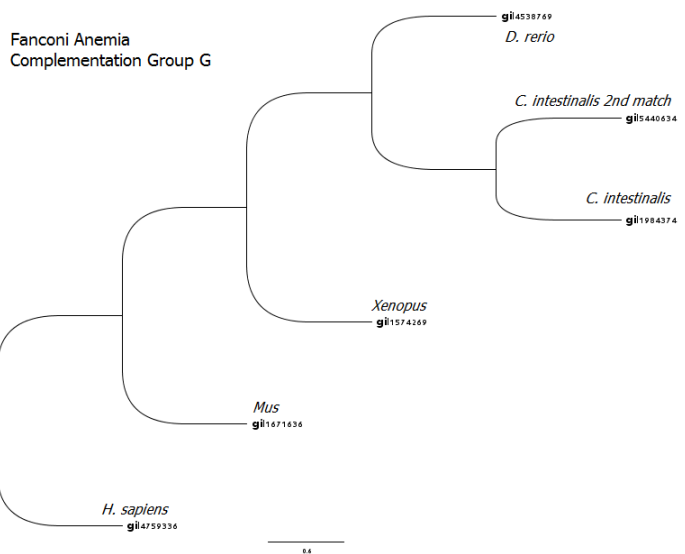 Fanconi Anemia
Complementation Group G
gi|4538769
D. rerio
C. intestinalis 2nd match
gi|5440634
C. intestinalis
gi|1984374
Xenopus
gi|1574269
Mus
gi|1671636
H. sapiens
gi|4759336
0.6